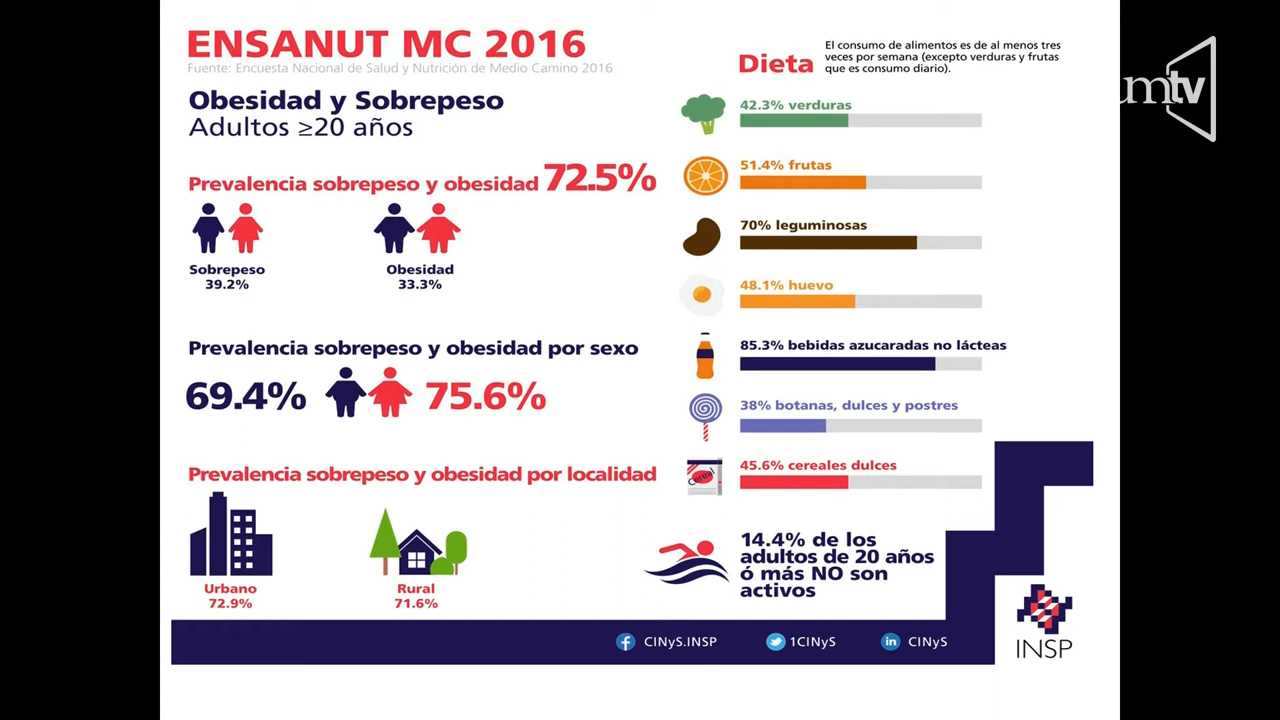 ENSANUT MC 2016
Fuente: Encuesta Nacional de Salud y Nutrición de Medio Camino 2016
Obesidad y Sobrepeso
Adultos ≥20 años
Prevalencia sobrepeso y obesidad 72.5%
Sobrepeso
39.2%
Obesidad
33.3%
Prevalencia sobrepeso y obesidad por sexo
69.4%
75.6%
Prevalencia sobrepeso y obesidad por localidad
Urbano
72.9%
Rural
71.6%
Dieta
El consumo de alimentos es de al menos tres
veces por semana (excepto verduras y frutas
que es consumo diario).
42.3% verduras
51.4% frutas
70% leguminosas
48.1% huevo
85.3% bebidas azucaradas no lácteas
38% botanas, dulces y postres
Cereal
45.6% cereales dulces
14.4% de los
adultos de 20 años
ó más NO son
activos
CINyS.INSP
1CINyS
in CINyS
INSP
umtv